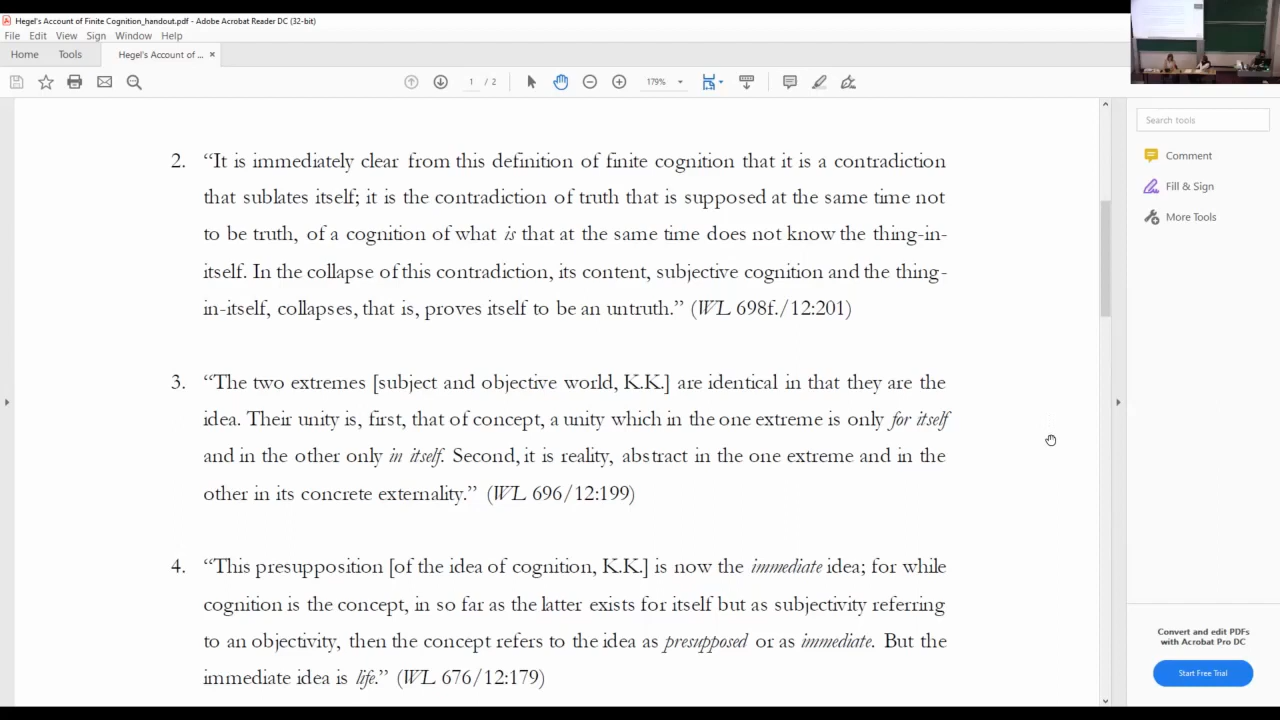 Hegel's Account of Finite Cognition_handout.pdf - Adobe Acrobat Reader DC (32-bit)
File Edit View Sign Window Help
Home Tools Hegel's Account of ... ×
1 / 2 179%
Search tools
Comment
Fill & Sign
More Tools
2. “It is immediately clear from this definition of finite cognition that it is a contradiction
that sublates itself; it is the contradiction of truth that is supposed at the same time not
to be truth, of a cognition of what is that at the same time does not know the thing-in-
itself. In the collapse of this contradiction, its content, subjective cognition and the thing-
in-itself, collapses, that is, proves itself to be an untruth.” (WL 698f./12:201)
3. “The two extremes [subject and objective world, K.K.] are identical in that they are the
idea. Their unity is, first, that of concept, a unity which in the one extreme is only for itself
and in the other only in itself. Second, it is reality, abstract in the one extreme and in the
other in its concrete externality.” (WL 696/12:199)
4. “This presupposition [of the idea of cognition, K.K.] is now the immediate idea; for while
cognition is the concept, in so far as the latter exists for itself but as subjectivity referring
to an objectivity, then the concept refers to the idea as presupposed or as immediate. But the
immediate idea is life.” (WL 676/12:179)
Convert and edit PDFs
with Acrobat Pro DC
Start Free Trial